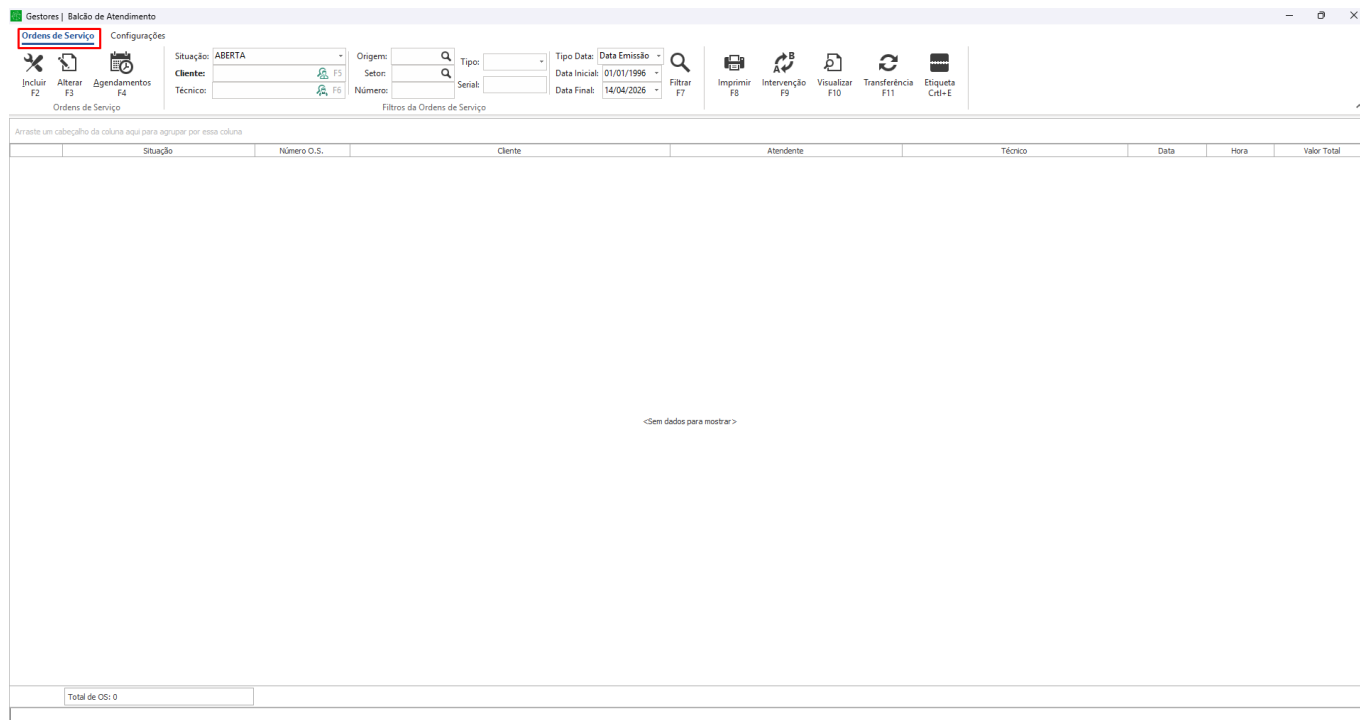 Gestores | Balcão de Atendimento
Ordens de Serviço Configurações
Incluir F2
Alterar F3
Agendamentos F4
Ordens de Serviço
Situação: ABERTA
Cliente: F5
Técnico: F6
Origem:
Setor:
Número:
Tipo:
Serial:
Tipo Data: Data Emissão
Data Inicial: 01/01/1996
Data Final: 14/04/2026
Filtrar F7
Filtros da Ordens de Serviço
Imprimir F8
Intervenção F9
Visualizar F10
Transferência F11
Etiqueta Crtl+E
Arraste um cabeçalho da coluna aqui para agrupar por essa coluna
Situação Número O.S. Cliente Atendente Técnico Data Hora Valor Total
<Sem dados para mostrar>
Total de OS: 0